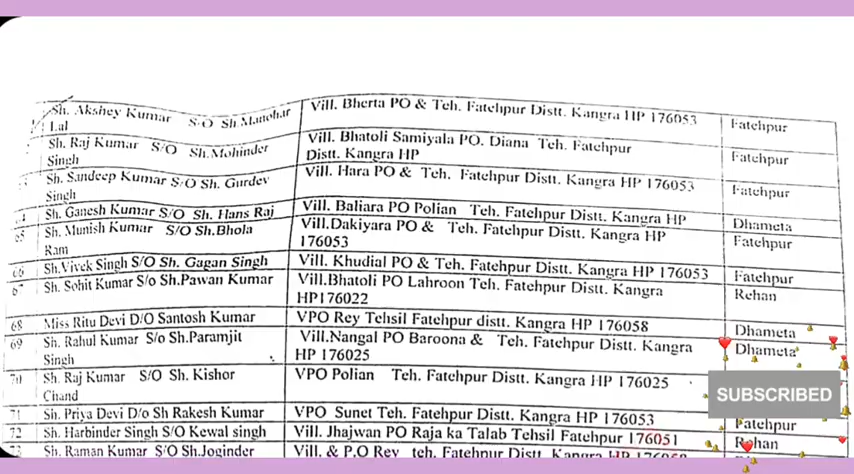 Sh. Akshey Kumar S/O Sh Manohar Lal Vill. Bherta PO & Teh. Fatehpur Distt. Kangra HP 176053 Fatehpur
Sh. Raj Kumar S/O Sh.Mohinder Singh Vill. Bhatoli Samiyala PO. Diana Teh. Fatehpur Distt. Kangra HP Fatehpur
Sh. Sandeep Kumar S/O Sh. Gurdev Singh Vill. Hara PO & Teh. Fatehpur Distt. Kangra HP 176053 Fatehpur
Sh. Ganesh Kumar S/O Sh. Hans Raj Vill. Baliara PO Polian Teh. Fatehpur Distt. Kangra HP Dhameta
65 Sh. Munish Kumar S/O Sh.Bhola Ram Vill.Dakiyara PO & Teh. Fatehpur Distt. Kangra HP 176053 Fatehpur
66 Sh.Vivek Singh S/O Sh. Gagan Singh Vill. Khudial PO & Teh. Fatehpur Distt. Kangra HP 176053 Fatehpur
67 Sh. Sohit Kumar S/o Sh.Pawan Kumar Vill.Bhatoli PO Lahroon Teh. Fatehpur Distt. Kangra HP176022 Rehan
68 Miss Ritu Devi D/O Santosh Kumar VPO Rey Tehsil Fatehpur distt. Kangra HP 176058 Dhameta
69 Sh. Rahul Kumar S/o Sh.Paramjit Singh Vill.Nangal PO Baroona & Teh. Fatehpur Distt. Kangra HP 176025 Dhameta
70 Sh. Raj Kumar S/O Sh. Kishor Chand VPO Polian Teh. Fatehpur Distt. Kangra HP 176025
SUBSCRIBED
71 Sh. Priya Devi D/o Sh Rakesh Kumar VPO Sunet Teh. Fatehpur Distt. Kangra HP 176053 Fatehpur
72 Sh. Harbinder Singh S/O Kewal singh Vill. Jhajwan PO Raja ka Talab Tehsil Fatehpur 176051 Rehan
Sh. Raman Kumar S/O Sh.Joginder Vill. & P.O Rey teh. Fatehpur Distt. Kangra HP